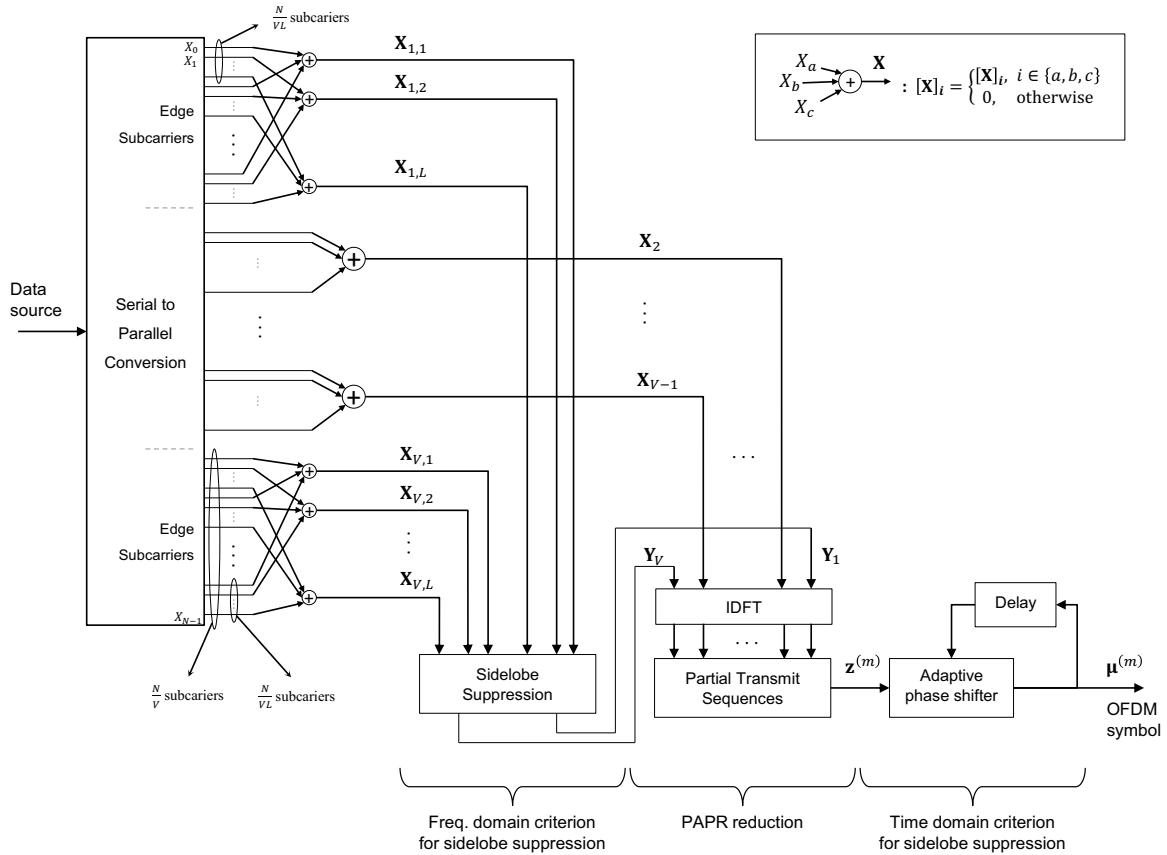 N/VL subcariers
X_0
X_1
Edge
Subcarriers
X_{1,1}
X_{1,2}
X_{1,L}
X_a
X_b
X_c
+
X
: [X]_i = { [X]_i, i ∈ {a, b, c}
0, otherwise
Data
source
Serial to
Parallel
Conversion
X_2
X_{V−1}
X_{V,1}
X_{V,2}
X_{V,L}
Edge
Subcarriers
X_{N−1}
N/V subcariers
N/VL subcariers
Y_V
Y_1
IDFT
Sidelobe
Suppression
Partial Transmit
Sequences
z^{(m)}
Delay
Adaptive
phase shifter
μ^{(m)}
OFDM
symbol
Freq. domain criterion
for sidelobe suppression
PAPR reduction
Time domain criterion
for sidelobe suppression